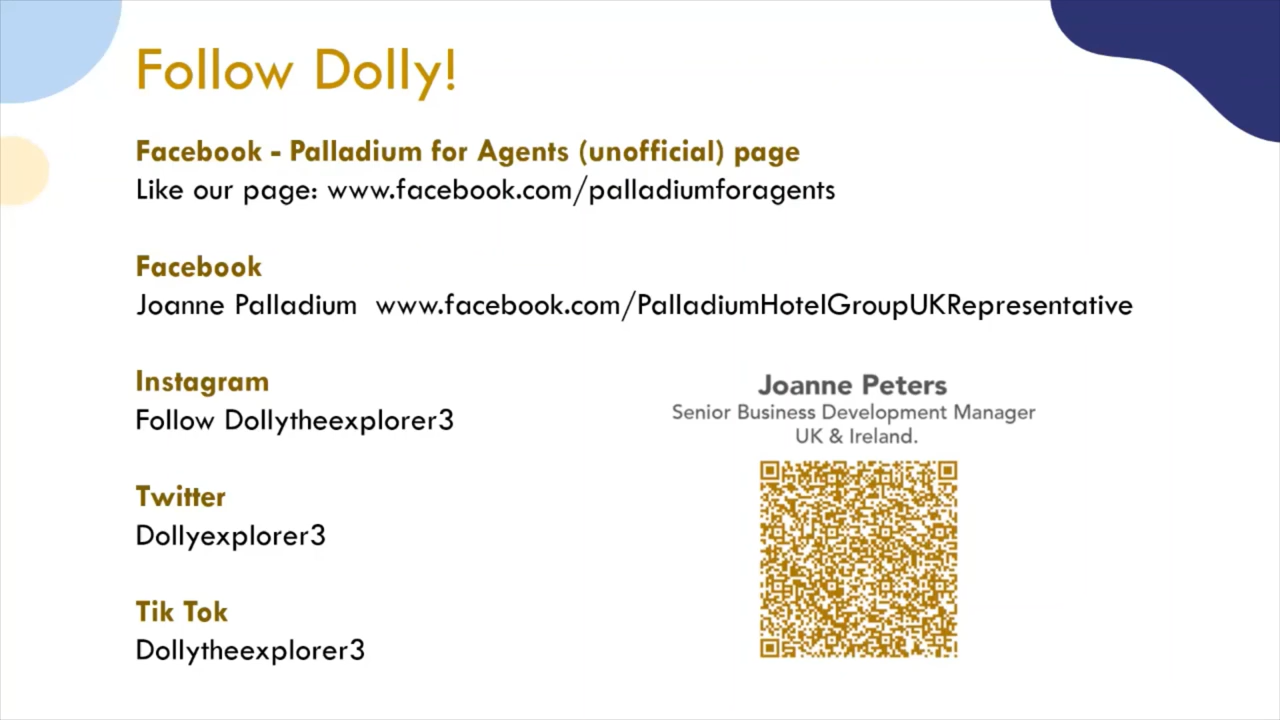 Follow Dolly!
Facebook - Palladium for Agents (unofficial) page
Like our page: www.facebook.com/palladiumforagents
Facebook
Joanne Palladium www.facebook.com/PalladiumHotelGroupUKRepresentative
Instagram
Follow Dollytheexplorer3
Twitter
Dollyexplorer3
Tik Tok
Dollytheexplorer3
Joanne Peters
Senior Business Development Manager
UK & Ireland.